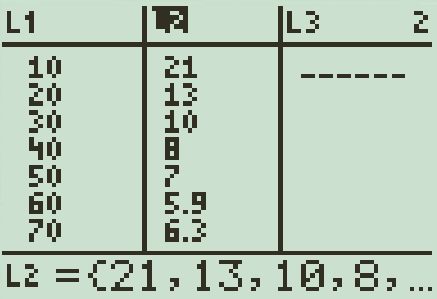 L1 L2 L3 2
10 21 ------
20 13
30 10
40 8
50 7
60 5.9
70 6.3
L2 ={21,13,10,8,...